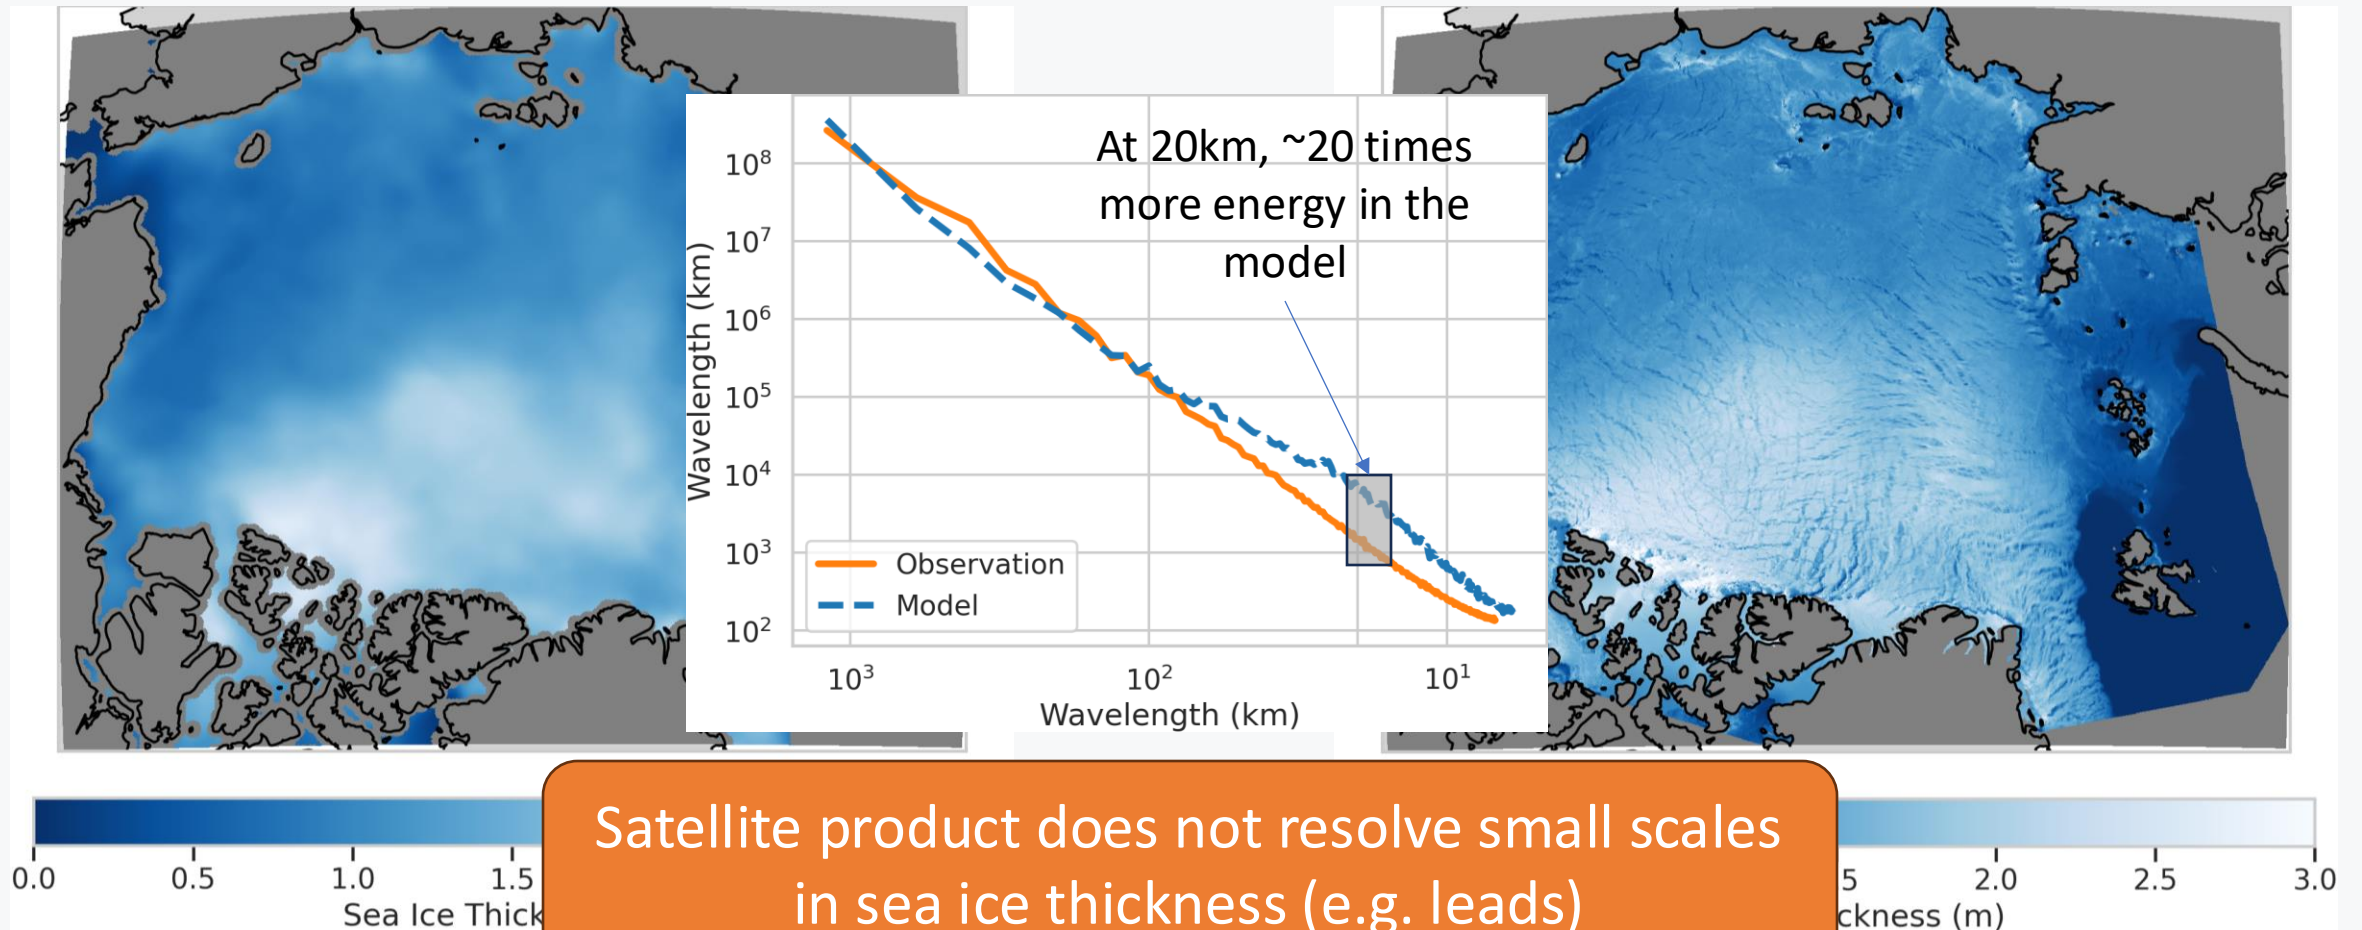 At 20km, ~20 times
more energy in the
model
10⁸
10⁷
10⁶
10⁵
10⁴
10³
10²
Wavelength (km)
Observation
Model
10³ 10² 10¹
Wavelength (km)
Satellite product does not resolve small scales
in sea ice thickness (e.g. leads)
0.0 0.5 1.0 1.5
Sea Ice Thick
5 2.0 2.5 3.0
ckness (m)